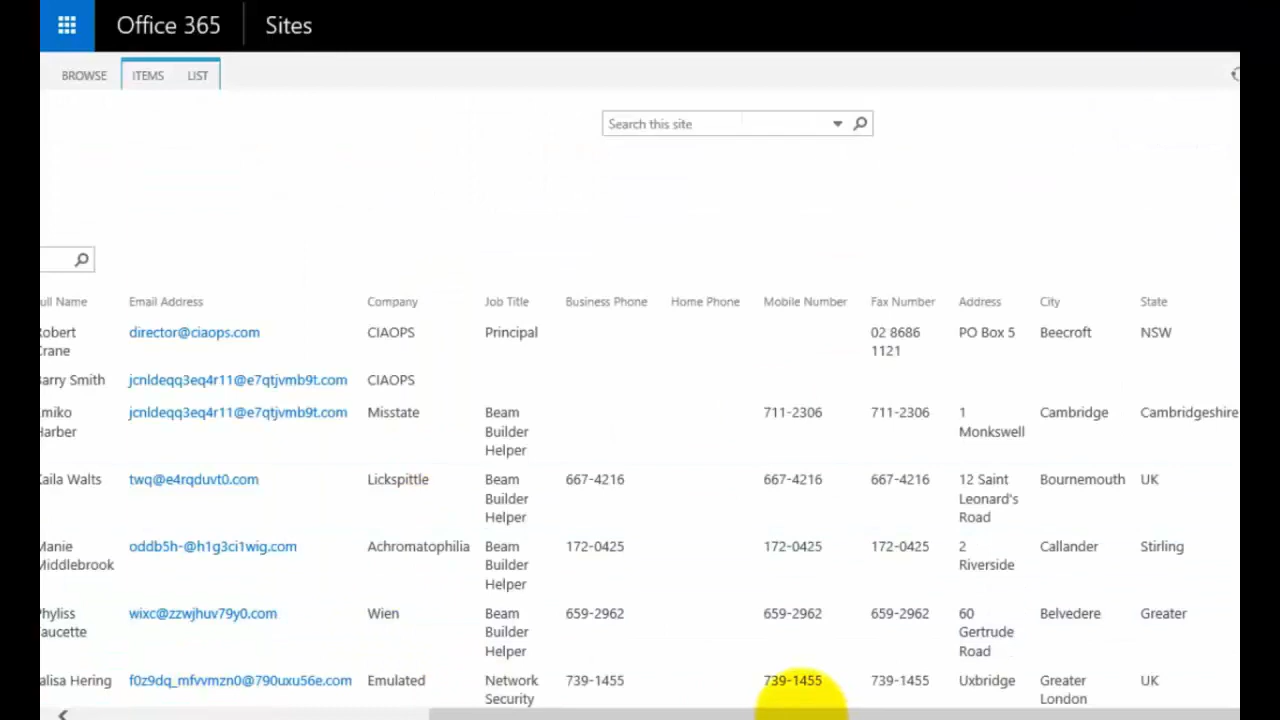 Office 365 Sites
BROWSE ITEMS LIST
Search this site
ull Name Email Address Company Job Title Business Phone Home Phone Mobile Number Fax Number Address City State
Robert director@ciaops.com CIAOPS Principal 02 8686 PO Box 5 Beecroft NSW
Crane 1121
Barry Smith jcnldeqq3eq4r11@e7qtjvmb9t.com CIAOPS
miko jcnldeqq3eq4r11@e7qtjvmb9t.com Misstate Beam 711-2306 711-2306 1 Cambridge Cambridgeshire
Harber Builder Monkswell
Helper
Kaila Walts twq@e4rqduvt0.com Lickspittle Beam 667-4216 667-4216 667-4216 12 Saint Bournemouth UK
Builder Leonard's
Helper Road
Manie oddb5h-@h1g3ci1wig.com Achromatophilia Beam 172-0425 172-0425 172-0425 2 Callander Stirling
Middlebrook Builder Riverside
Helper
Phyliss wixc@zzwjhuv79y0.com Wien Beam 659-2962 659-2962 659-2962 60 Belvedere Greater
aucette Builder Gertrude
Helper Road
alisa Hering f0z9dq_mfvvmzn0@790uxu56e.com Emulated Network 739-1455 739-1455 739-1455 Uxbridge Greater UK
Security London